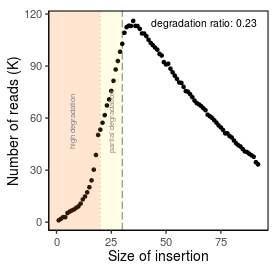 degradation ratio: 0.23
120
90
60
30
0
Number of reads (K)
high degradation
partial degradation
0
25
50
75
Size of insertion